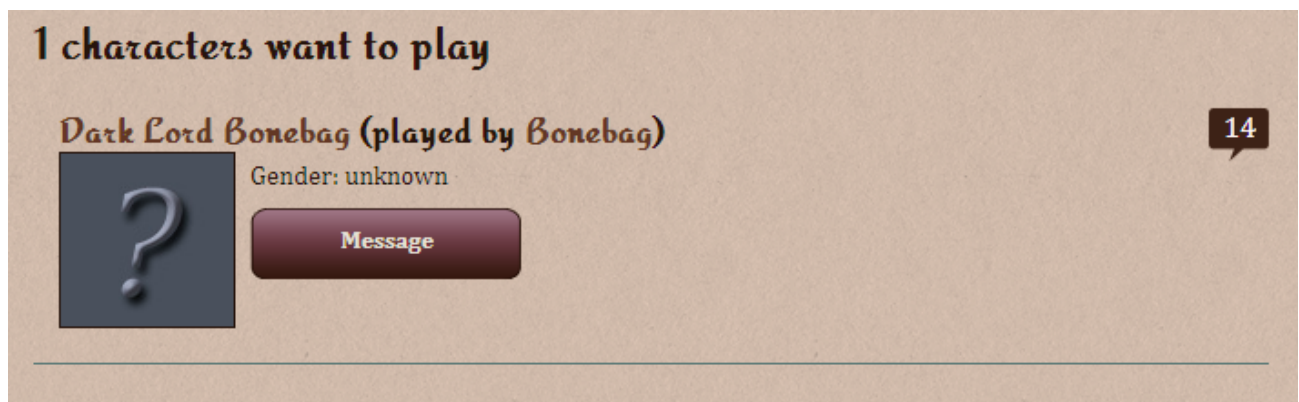 1 characters want to play
Dark Lord Bonebag (played by Bonebag)
14
?
Gender: unknown
Message